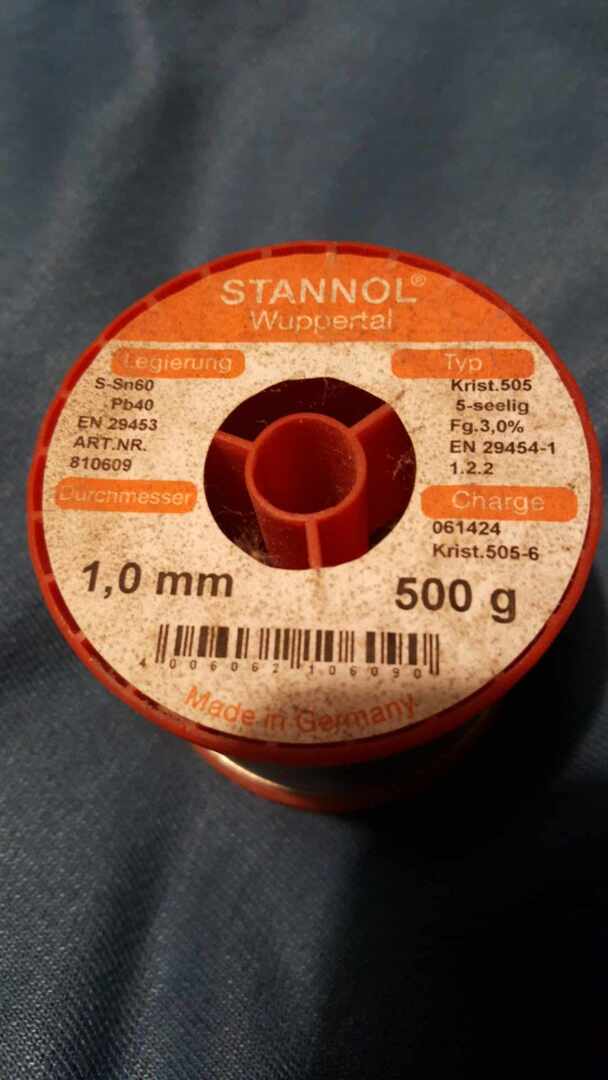 STANNOL®
Wuppertal
Legierung
S-Sn60
Pb40
EN 29453
ART.NR.
810609
Typ
Krist.505
5-seelig
Fg.3,0%
EN 29454-1
1.2.2
Durchmesser
1,0 mm
Charge
061424
Krist.505-6
500 g
4006062106090
Made in Germany